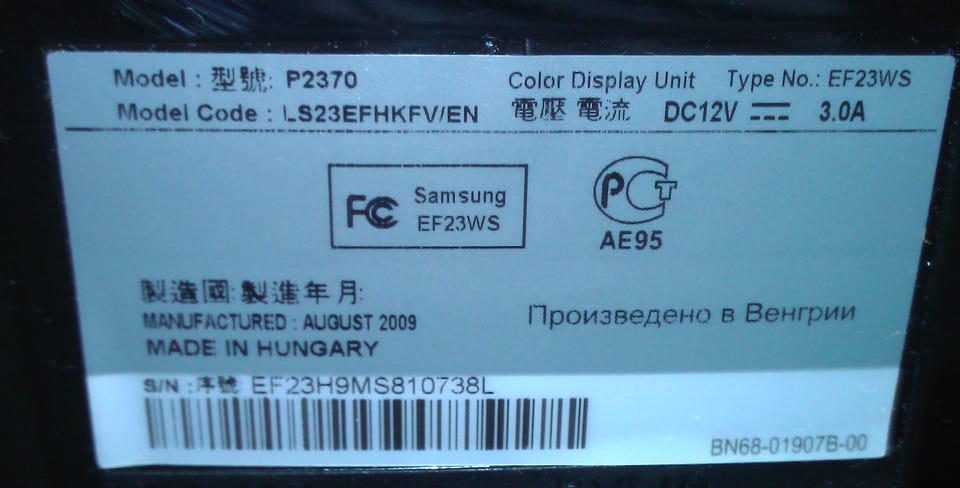 Model : 型號: P2370 Color Display Unit Type No.: EF23WS
Model Code : LS23EFHKFV/EN 電壓 電流 DC12V 3.0A
FC Samsung
EF23WS
РСТ
AE95
製造國: 製造年月:
MANUFACTURED : AUGUST 2009
MADE IN HUNGARY
Произведено в Венгрии
S/N : 序號: EF23H9MS810738L
BN68-01907B-00